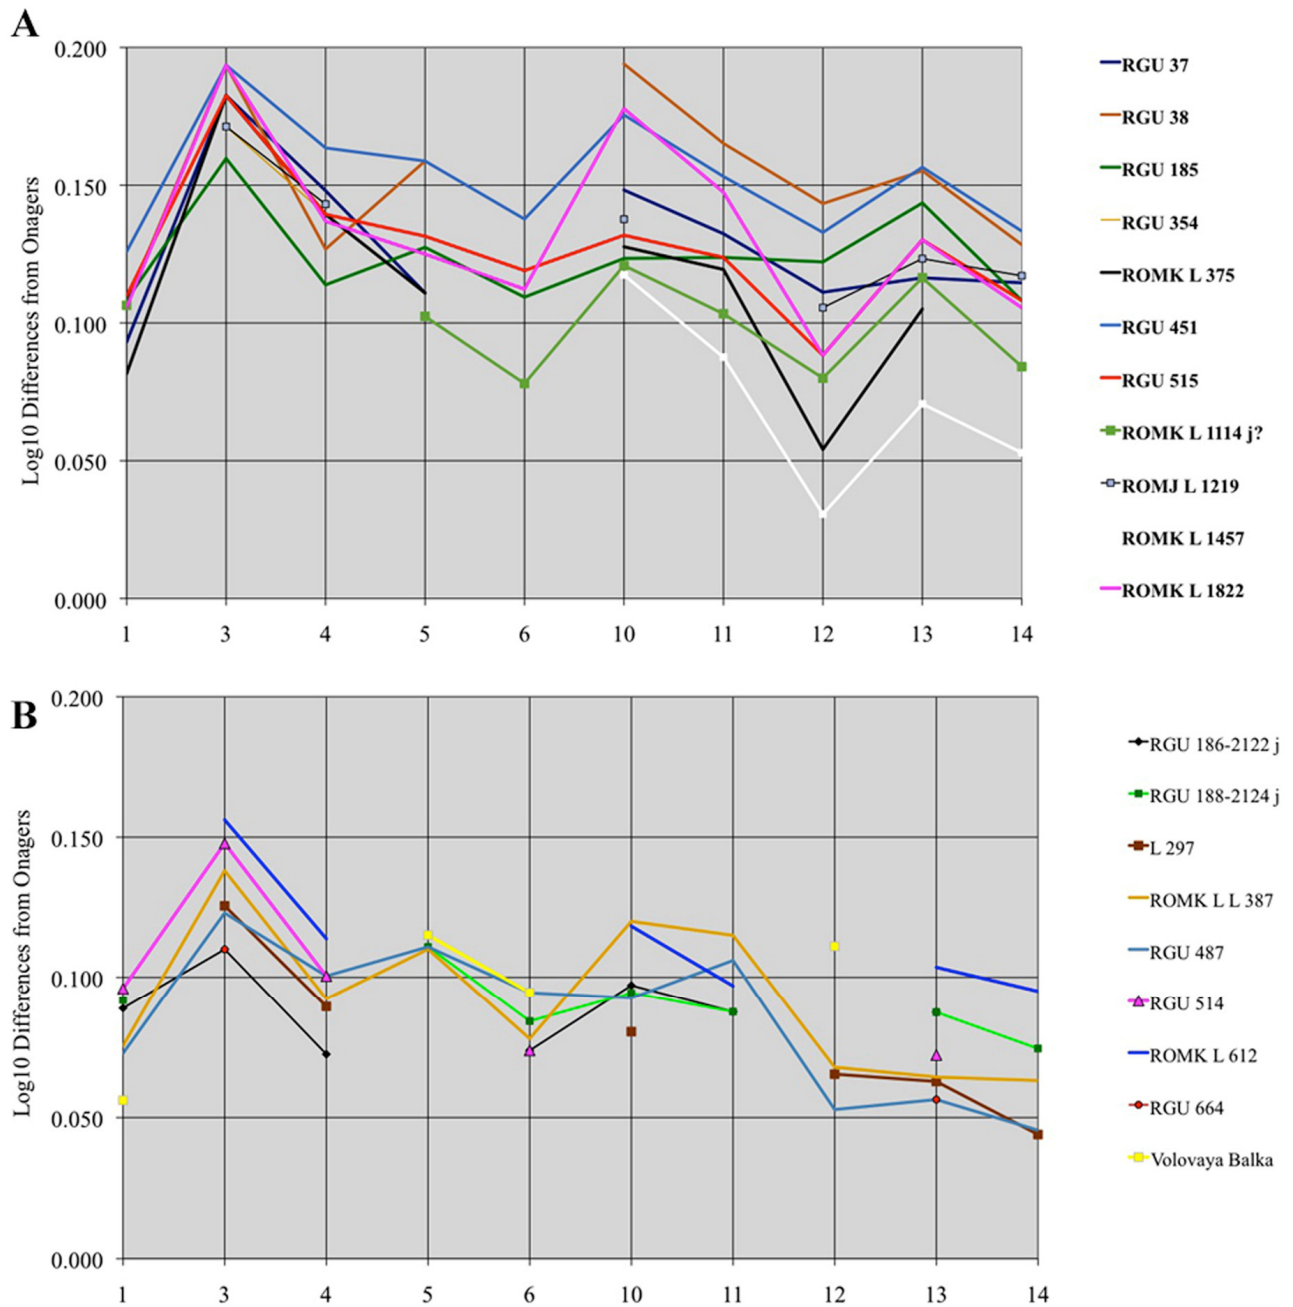 A
0.200
0.150
0.100
0.050
0.000
Log10 Differences from Onagers
1 3 4 5 6 10 11 12 13 14
RGU 37
RGU 38
RGU 185
RGU 354
ROMK L 375
RGU 451
RGU 515
ROMK L 1114 j?
ROMJ L 1219
ROMK L 1457
ROMK L 1822
B
0.200
0.150
0.100
0.050
0.000
Log10 Differences from Onagers
1 3 4 5 6 10 11 12 13 14
RGU 186-2122 j
RGU 188-2124 j
L 297
ROMK L L 387
RGU 487
RGU 514
ROMK L 612
RGU 664
Volovaya Balka